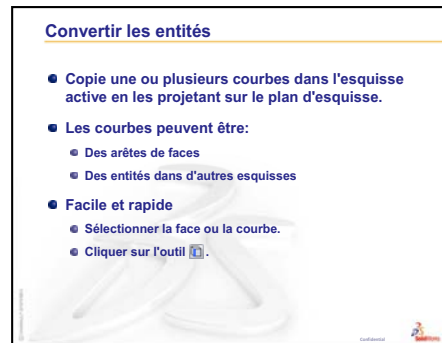 Convertir les entités
Copie une ou plusieurs courbes dans l'esquisse
active en les projetant sur le plan d'esquisse.
Les courbes peuvent être:
Des arêtes de faces
Des entités dans d'autres esquisses
Facile et rapide
Sélectionner la face ou la courbe.
Cliquer sur l'outil .
Confidential
SolidWorks